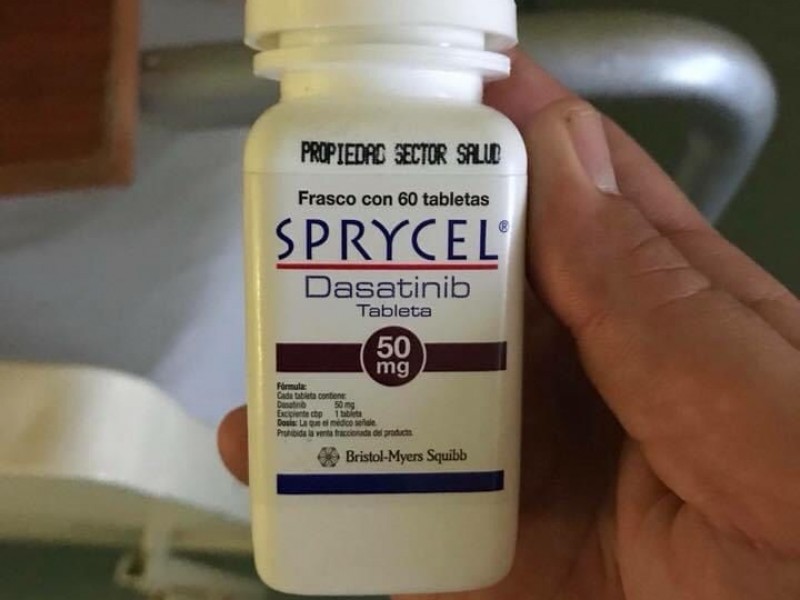 PROPIEDAD SECTOR SALUD
Frasco con 60 tabletas
SPRYCEL®
Dasatinib
Tableta
50
mg
Fórmula:
Cada tableta contiene:
Dasatinib 50 mg
Excipiente cbp 1 tableta
Dosis: La que el médico señale.
Prohibida la venta fraccionada del producto.
Bristol-Myers Squibb